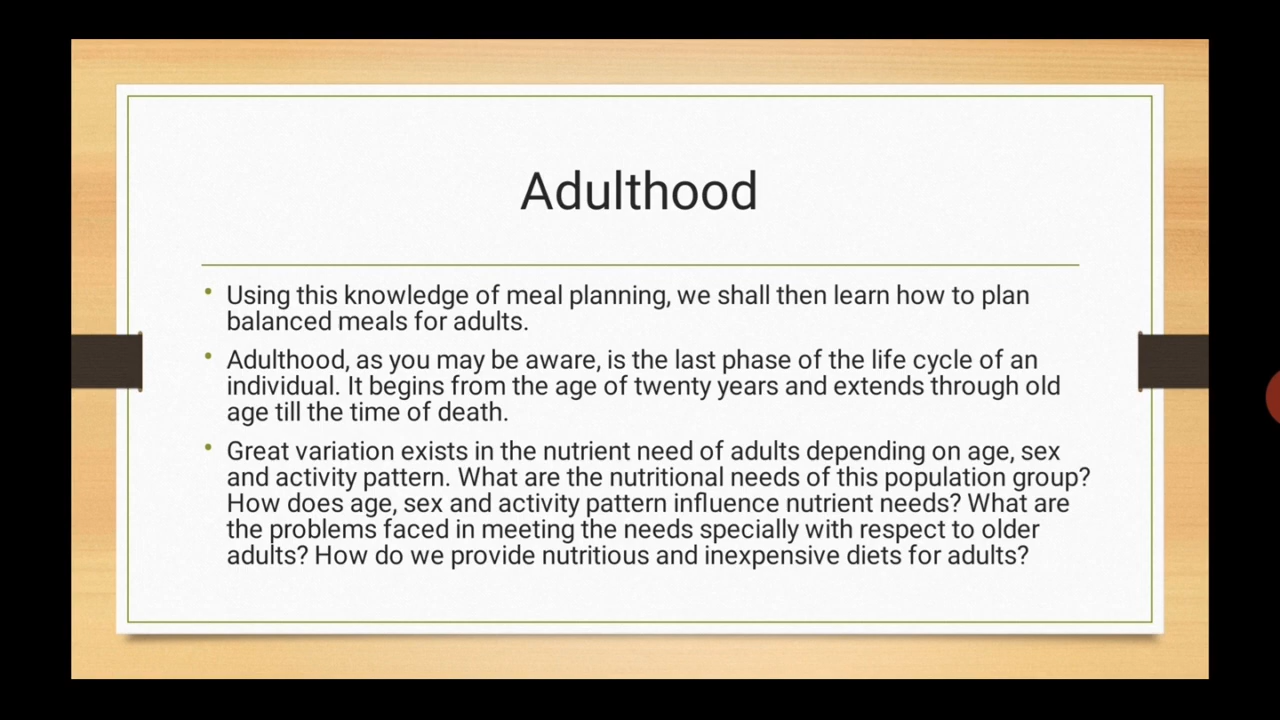 Adulthood
• Using this knowledge of meal planning, we shall then learn how to plan
balanced meals for adults.
• Adulthood, as you may be aware, is the last phase of the life cycle of an
individual. It begins from the age of twenty years and extends through old
age till the time of death.
• Great variation exists in the nutrient need of adults depending on age, sex
and activity pattern. What are the nutritional needs of this population group?
How does age, sex and activity pattern influence nutrient needs? What are
the problems faced in meeting the needs specially with respect to older
adults? How do we provide nutritious and inexpensive diets for adults?